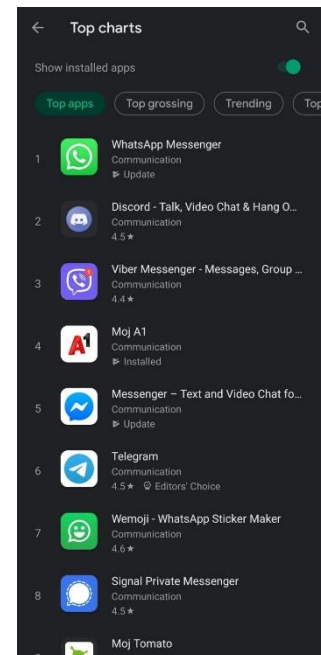 Top charts
Show installed apps
Top apps Top grossing Trending Top
1 WhatsApp Messenger
Communication
Update
2 Discord - Talk, Video Chat & Hang O...
Communication
4.5★
3 Viber Messenger - Messages, Group ...
Communication
4.4★
4 A1 Moj A1
Communication
Installed
5 Messenger – Text and Video Chat fo...
Communication
Update
6 Telegram
Communication
4.5★ Editors' Choice
7 Wemoji - WhatsApp Sticker Maker
Communication
4.6★
8 Signal Private Messenger
Communication
4.5★
Moj Tomato